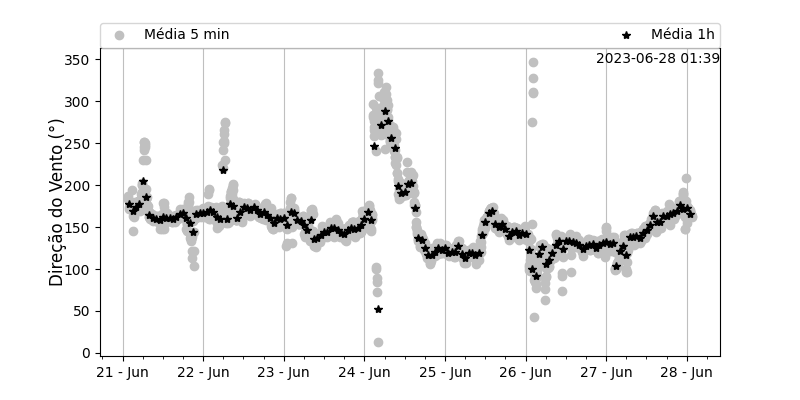 Média 5 min
Média 1h
2023-06-28 01:39
Direção do Vento (°)
350
300
250
200
150
100
50
0
21 - Jun
22 - Jun
23 - Jun
24 - Jun
25 - Jun
26 - Jun
27 - Jun
28 - Jun